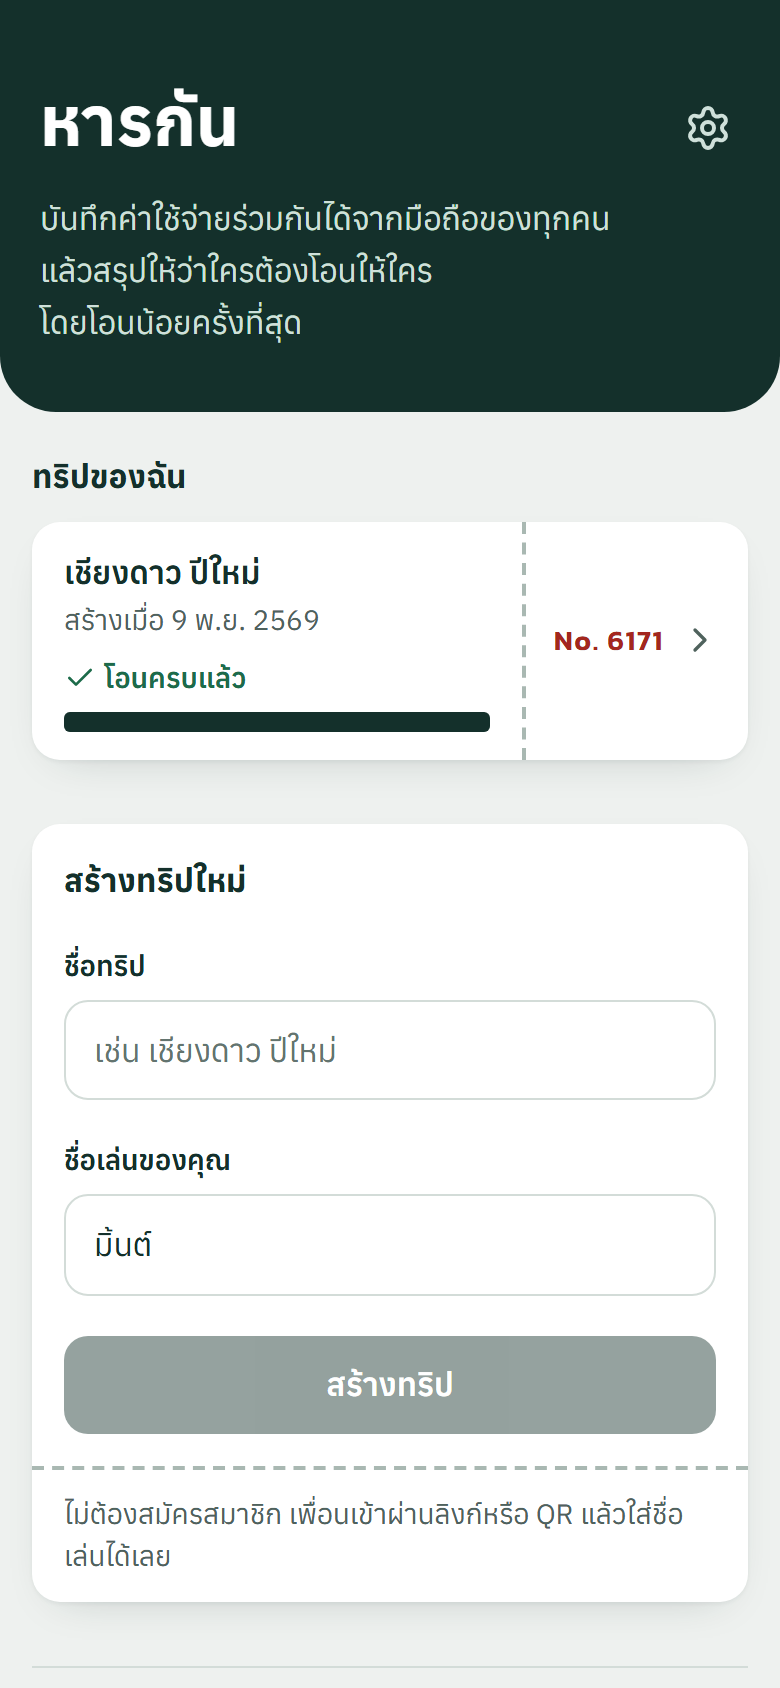 หารกัน
บันทึกค่าใช้จ่ายร่วมกันได้จากมือถือของทุกคน
แล้วสรุปให้ว่าใครต้องโอนให้ใคร
โดยโอนน้อยครั้งที่สุด
ทริปของฉัน
เชียงดาว ปีใหม่
สร้างเมื่อ 9 พ.ย. 2569
โอนครบแล้ว
No. 6171
สร้างทริปใหม่
ชื่อทริป
เช่น เชียงดาว ปีใหม่
ชื่อเล่นของคุณ
มิ้นต์
สร้างทริป
ไม่ต้องสมัครสมาชิก เพื่อนเข้าผ่านลิงก์หรือ QR แล้วใส่ชื่อ
เล่นได้เลย